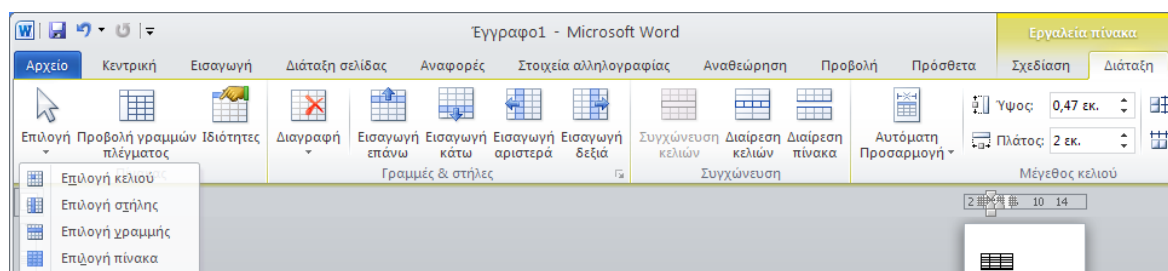 Έγγραφο1 - Microsoft Word
Εργαλεία πίνακα
Αρχείο Κεντρική Εισαγωγή Διάταξη σελίδας Αναφορές Στοιχεία αλληλογραφίας Αναθεώρηση Προβολή Πρόσθετα Σχεδίαση Διάταξη
Επιλογή Προβολή γραμμών πλέγματος Ιδιότητες Διαγραφή Εισαγωγή επάνω Εισαγωγή κάτω Εισαγωγή αριστερά Εισαγωγή δεξιά Συγχώνευση κελιών Διαίρεση κελιών Διαίρεση πίνακα Αυτόματη Προσαρμογή
Ύψος: 0,47 εκ.
Πλάτος: 2 εκ.
Γραμμές & στήλες Συγχώνευση Μέγεθος κελιού
Επιλογή κελιού
Επιλογή στήλης
Επιλογή γραμμής
Επιλογή πίνακα
2 10 14